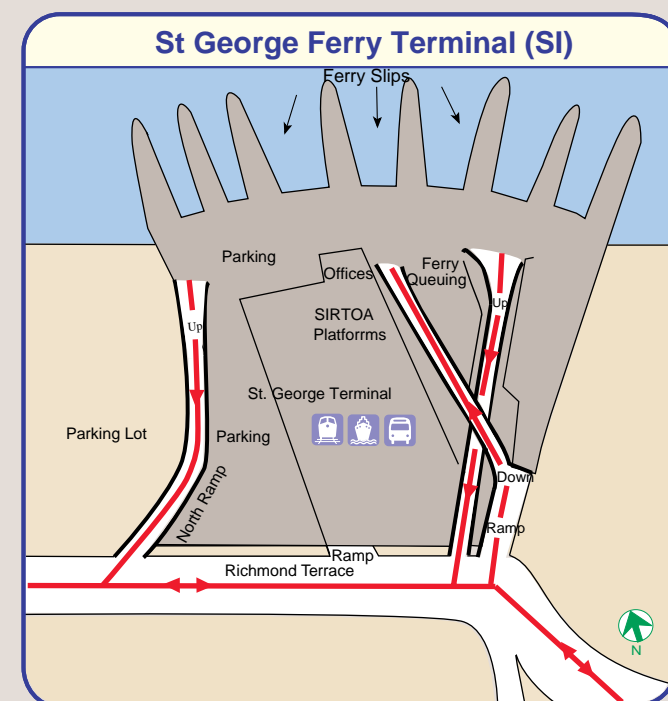 St George Ferry Terminal (SI)
Ferry Slips
Parking
Offices
Ferry
Queuing
Up
SIRTOA
Platforrms
Up
St. George Terminal
Parking Lot
Parking
North Ramp
Down
Ramp
Ramp
Richmond Terrace
N